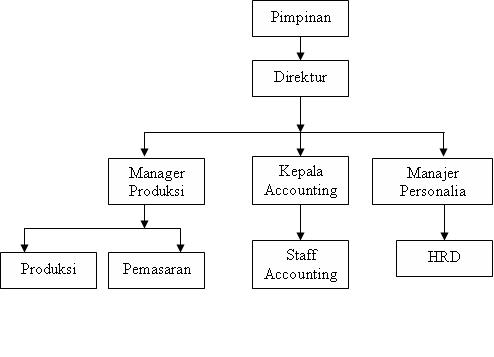 Pimpinan
Direktur
Manager
Produksi
Kepala
Accounting
Manajer
Personalia
Produksi
Pemasaran
Staff
Accounting
HRD